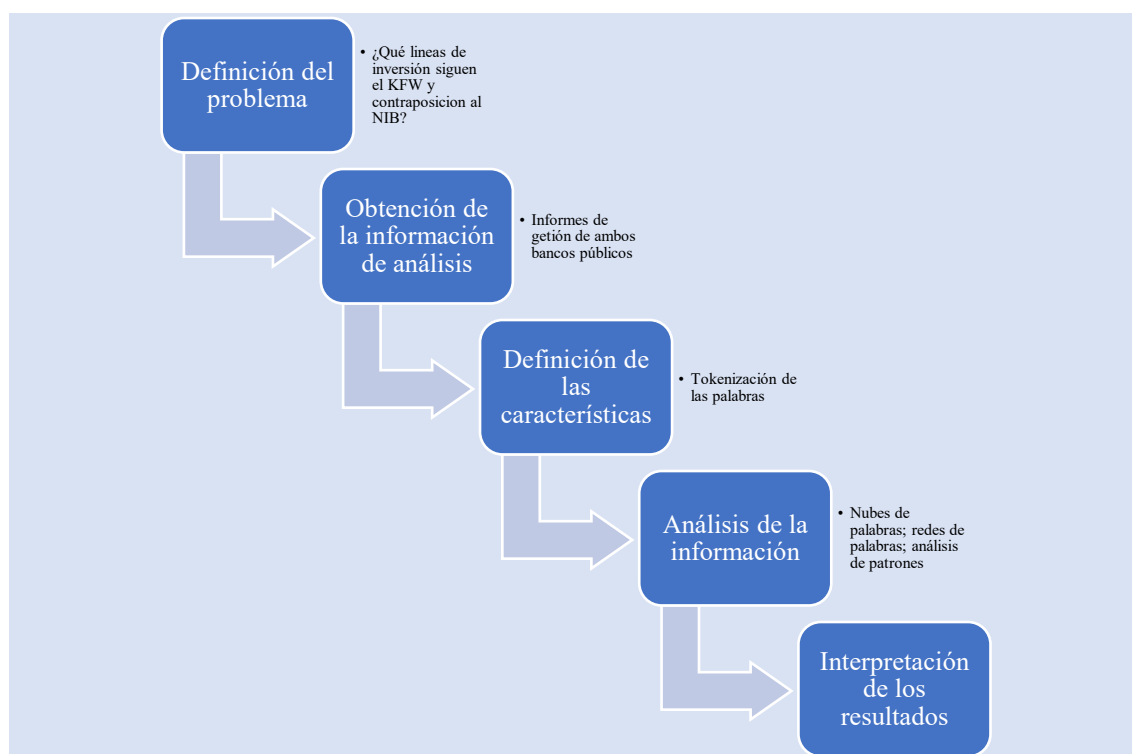 Definición del
problema
• ¿Qué lineas de
inversión siguen
el KFW y
contraposicion al
NIB?
Obtención de
la información
de análisis
• Informes de
getión de ambos
bancos públicos
Definición de
las
características
• Tokenización de
las palabras
Análisis de la
información
• Nubes de
palabras; redes de
palabras; análisis
de patrones
Interpretación
de los
resultados